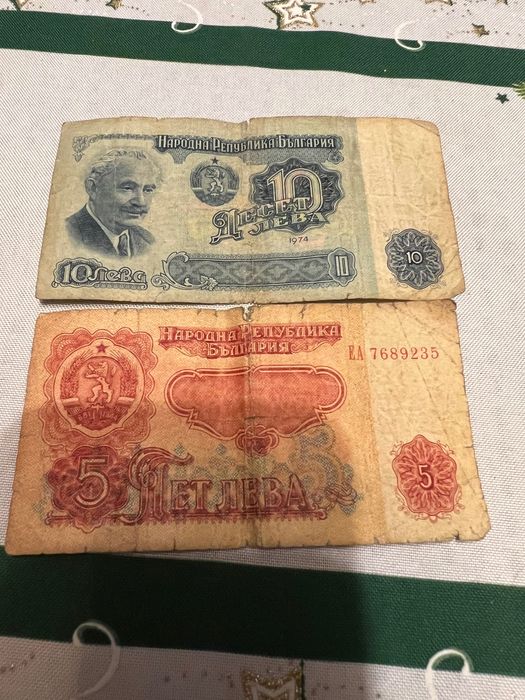 НАРОДНА РЕПУБЛИКА БЪЛГАРИЯ
10
ДЕСЕТ
ЛЕВА
1974
10 ЛЕВА
10
10
НАРОДНА РЕПУБЛИКА
БЪЛГАРИЯ
ЕА 7689235
5
ПЕТ ЛЕВА
5